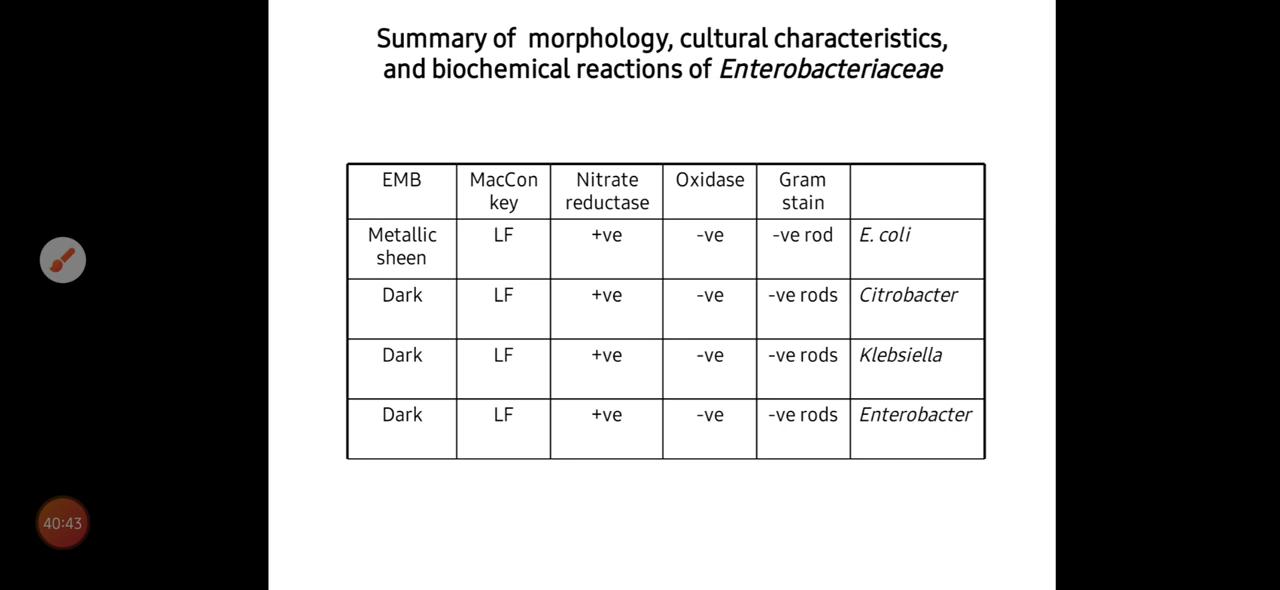 Summary of morphology, cultural characteristics,
and biochemical reactions of Enterobacteriaceae
EMB MacCon Nitrate Oxidase Gram
key reductase stain
Metallic LF +ve -ve -ve rod E. coli
sheen
Dark LF +ve -ve -ve rods Citrobacter
Dark LF +ve -ve -ve rods Klebsiella
Dark LF +ve -ve -ve rods Enterobacter
40:43